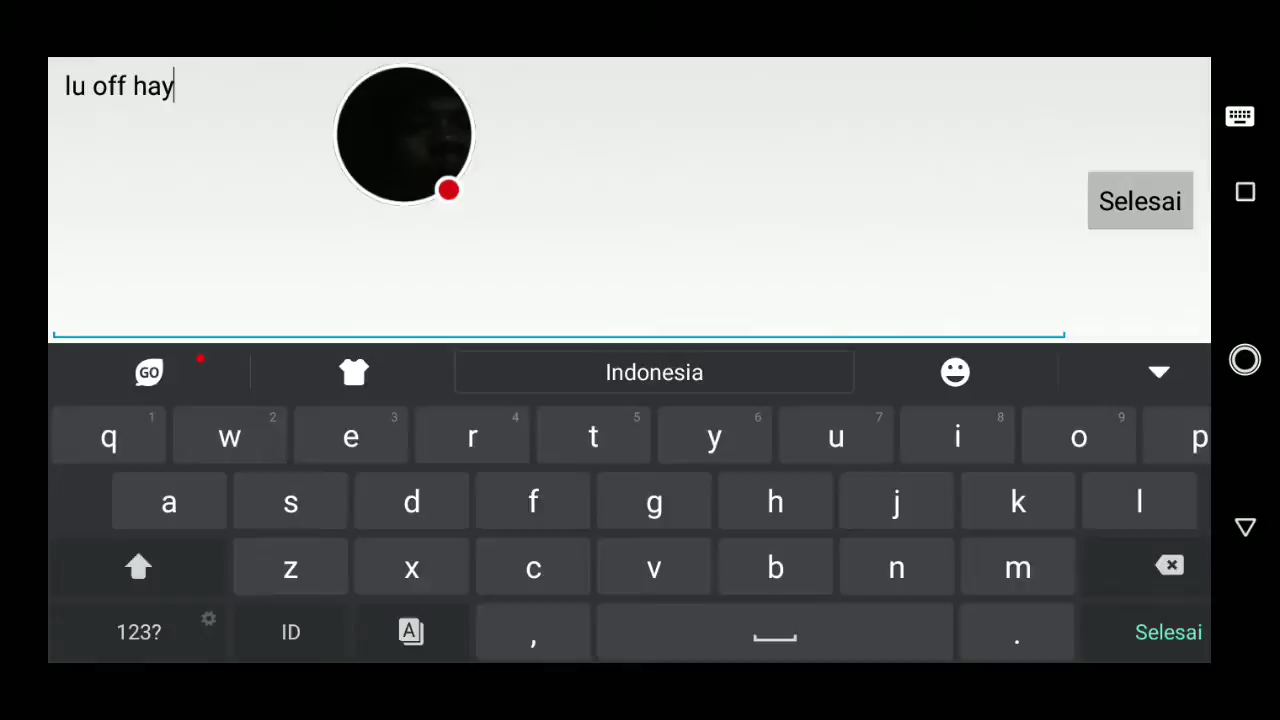 lu off hay
Selesai
GO
Indonesia
q 1 w 2 e 3 r 4 t 5 y 6 u 7 i 8 o 9 p
a s d f g h j k l
z x c v b n m
123? ID A , . Selesai